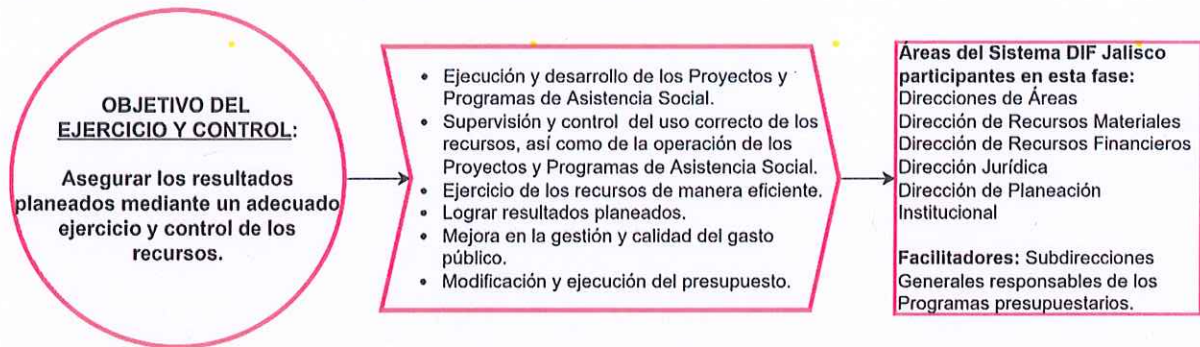 OBJETIVO DEL
EJERCICIO Y CONTROL:
Asegurar los resultados
planeados mediante un adecuado
ejercicio y control de los
recursos.
• Ejecución y desarrollo de los Proyectos y
Programas de Asistencia Social.
• Supervisión y control del uso correcto de los
recursos, así como de la operación de los
Proyectos y Programas de Asistencia Social.
• Ejercicio de los recursos de manera eficiente.
• Lograr resultados planeados.
• Mejora en la gestión y calidad del gasto
público.
• Modificación y ejecución del presupuesto.
Áreas del Sistema DIF Jalisco
participantes en esta fase:
Direcciones de Áreas
Dirección de Recursos Materiales
Dirección de Recursos Financieros
Dirección Jurídica
Dirección de Planeación
Institucional
Facilitadores: Subdirecciones
Generales responsables de los
Programas presupuestarios.